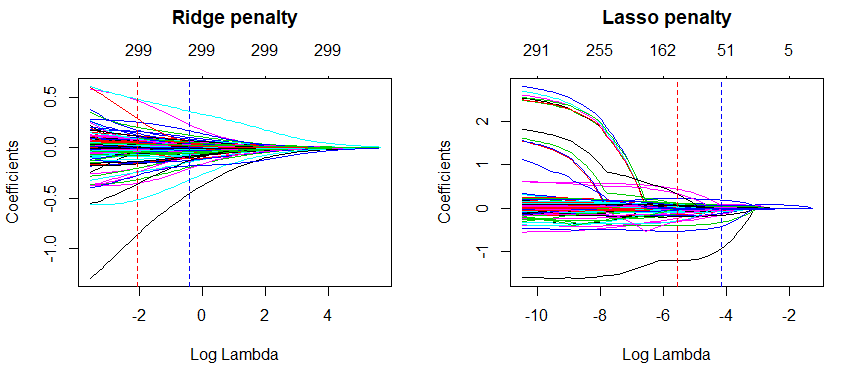 Ridge penalty
299 299 299 299
0.5
0.0
-0.5
-1.0
Coefficients
-2 0 2 4
Log Lambda
Lasso penalty
291 255 162 51 5
2
1
0
-1
Coefficients
-10 -8 -6 -4 -2
Log Lambda